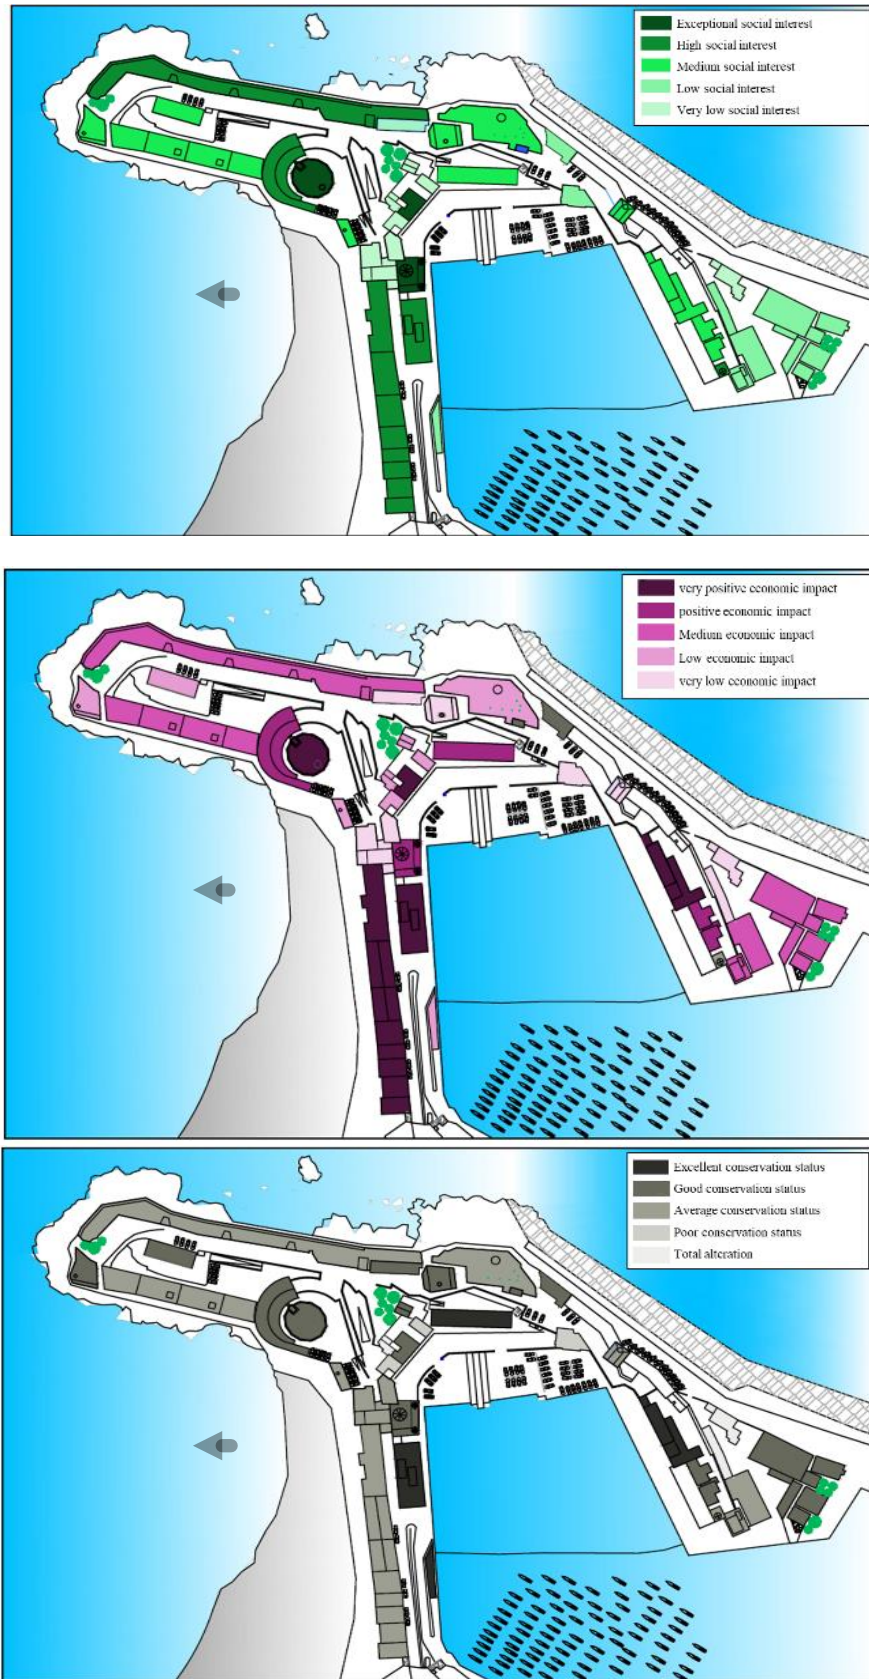 Exceptional social interest
High social interest
Medium social interest
Low social interest
Very low social interest
very positive economic impact
positive economic impact
Medium economic impact
Low economic impact
very low economic impact
Excellent conservation status
Good conservation status
Average conservation status
Poor conservation status
Total alteration